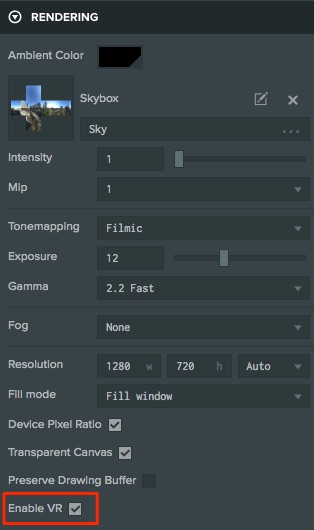 RENDERING
Ambient Color
Skybox
Sky ...
Intensity 1
Mip 1
Tonemapping Filmic
Exposure 12
Gamma 2.2 Fast
Fog None
Resolution 1280 w 720 h Auto
Fill mode Fill window
Device Pixel Ratio
Transparent Canvas
Preserve Drawing Buffer
Enable VR